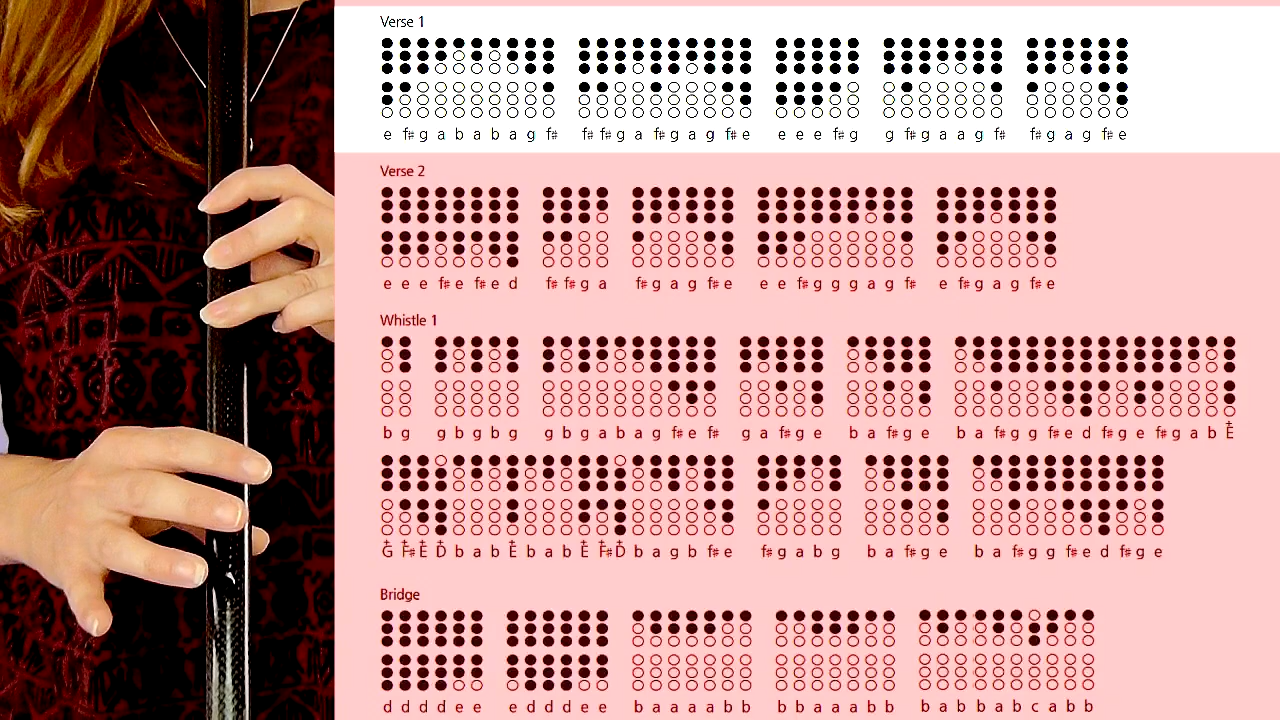 Verse 1
e f# g a b a b a g f# f# f# g a f# g a g f# e e e e f# g g f# g a a g f# f# g a g f# e
Verse 2
e e e f# e f# e d f# f# g a f# g a g f# e e e f# g g g a g f# e f# g a g f# e
Whistle 1
b g g b g b g g b g a b a g f# e f# g a f# g e b a f# g e b a f# g g f# e d f# g e f# g a b E
G F# E D b a b E b a b E F# D b a g b f# e f# g a b g b a f# g e b a f# g g f# e d f# g e
Bridge
d d d d e e e d d d e e b a a a a b b b b a a a b b b a b b a b c a b b